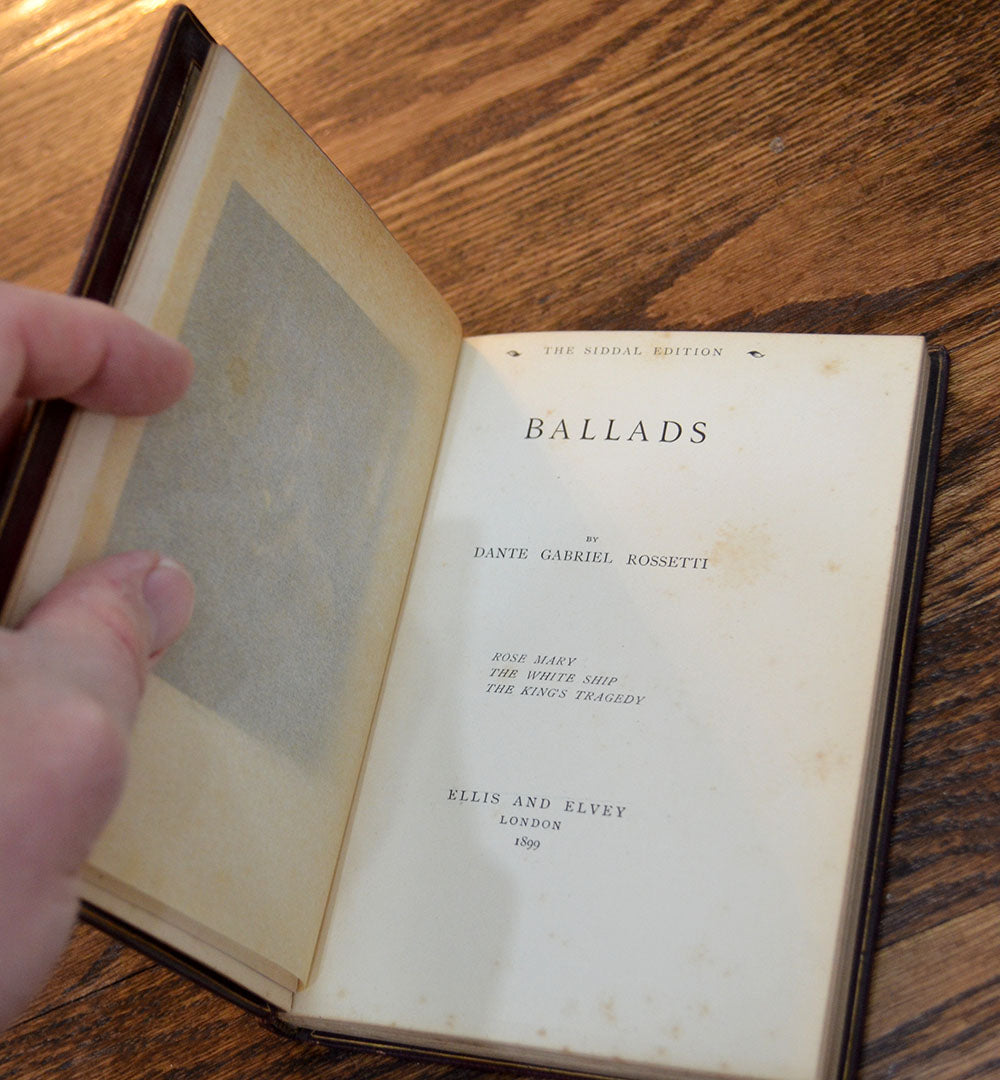 THE SIDDAL EDITION
BALLADS
BY
DANTE GABRIEL ROSSETTI
ROSE MARY
THE WHITE SHIP
THE KING'S TRAGEDY
ELLIS AND ELVEY
LONDON
1899